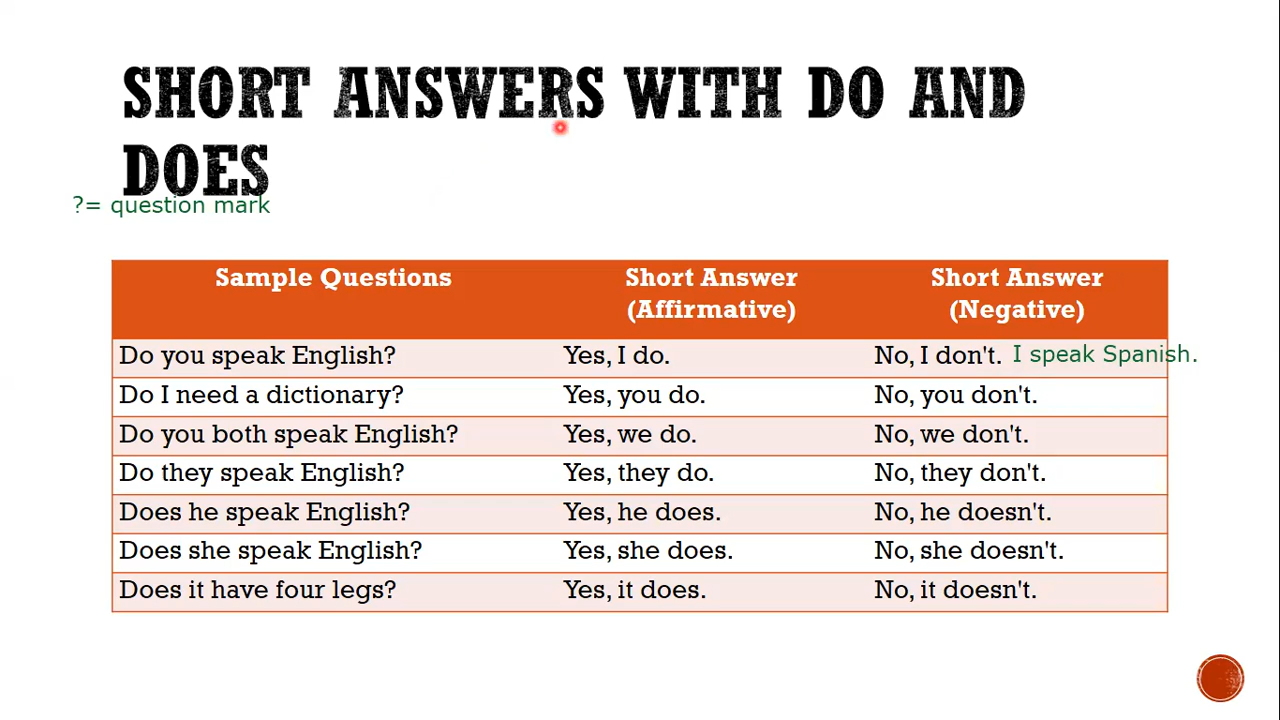 SHORT ANSWERS WITH DO AND
DOES
?= question mark
Sample Questions
Short Answer
(Affirmative)
Short Answer
(Negative)
Do you speak English?
Yes, I do.
No, I don't.
I speak Spanish.
Do I need a dictionary?
Yes, you do.
No, you don't.
Do you both speak English?
Yes, we do.
No, we don't.
Do they speak English?
Yes, they do.
No, they don't.
Does he speak English?
Yes, he does.
No, he doesn't.
Does she speak English?
Yes, she does.
No, she doesn't.
Does it have four legs?
Yes, it does.
No, it doesn't.